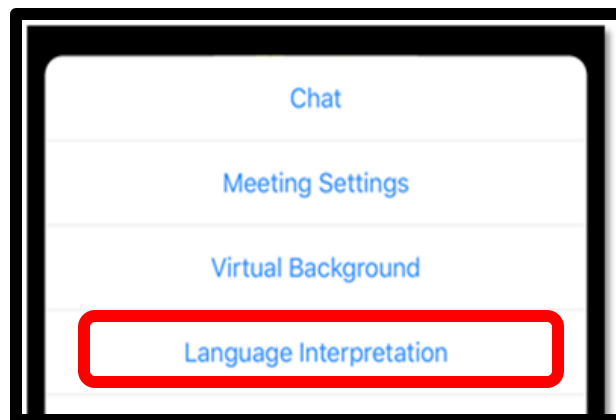 Chat
Meeting Settings
Virtual Background
Language Interpretation